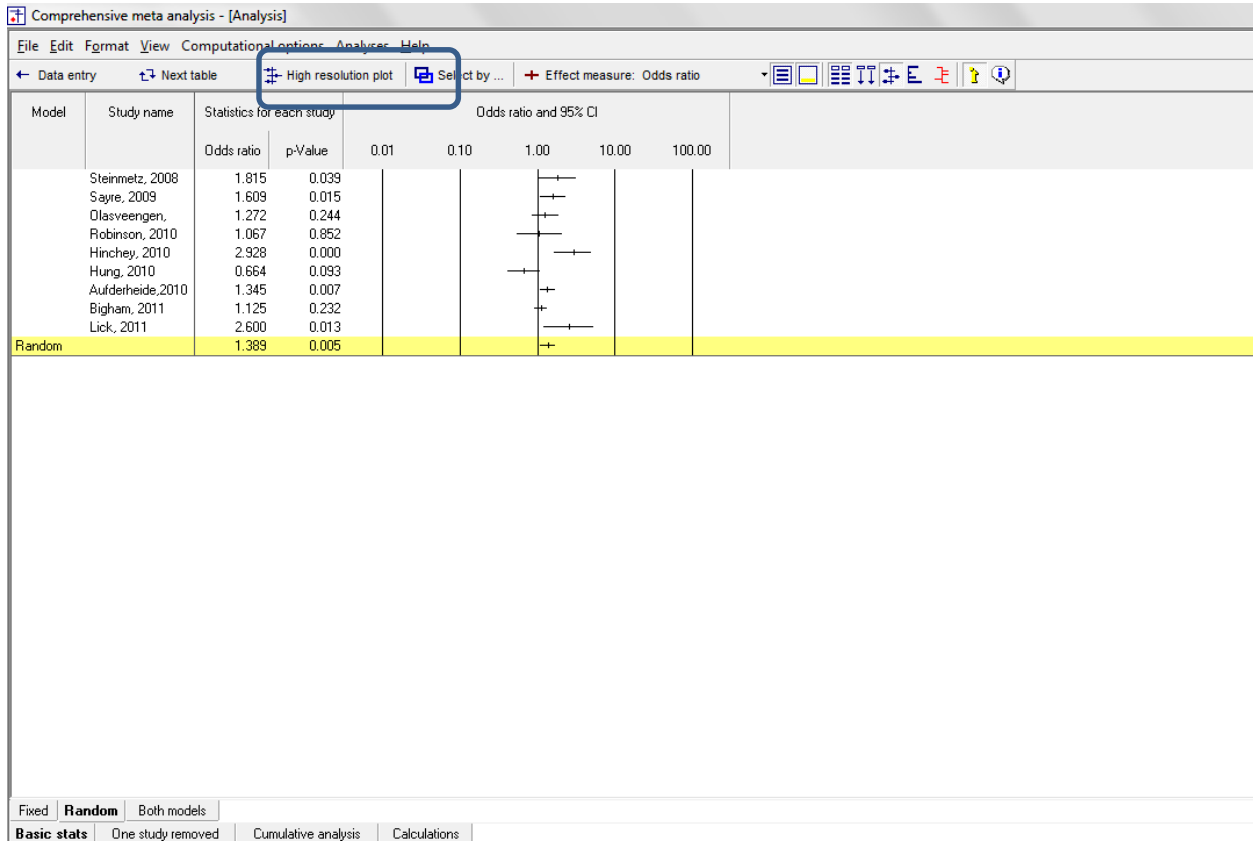 Comprehensive meta analysis - [Analysis]
File Edit Format View Computational options Analyses Help
← Data entry Next table High resolution plot Select by ... Effect measure: Odds ratio
Model Study name Statistics for each study Odds ratio and 95% CI
Odds ratio p-Value 0.01 0.10 1.00 10.00 100.00
Steinmetz, 2008 1.815 0.039
Sayre, 2009 1.609 0.015
Olasveengen, 1.272 0.244
Robinson, 2010 1.067 0.852
Hinchey, 2010 2.928 0.000
Hung, 2010 0.664 0.093
Aufderheide,2010 1.345 0.007
Bigham, 2011 1.125 0.232
Lick, 2011 2.600 0.013
Random 1.389 0.005
Fixed Random Both models
Basic stats One study removed Cumulative analysis Calculations